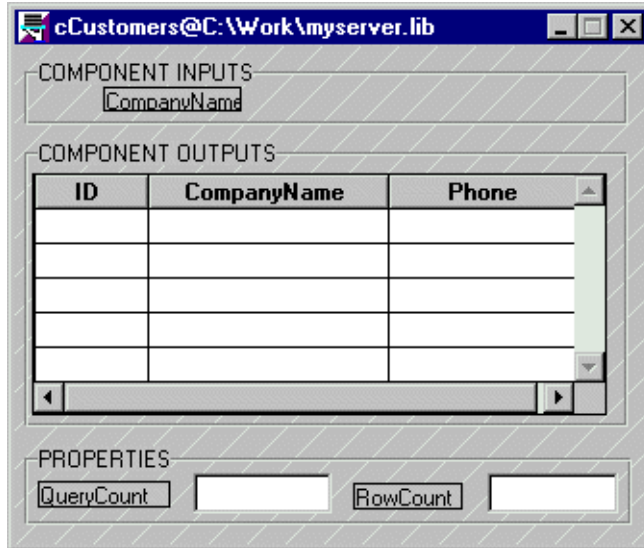 cCustomers@C:\Work\myserver.lib
COMPONENT INPUTS
CompanyName
COMPONENT OUTPUTS
ID CompanyName Phone
PROPERTIES
QueryCount RowCount